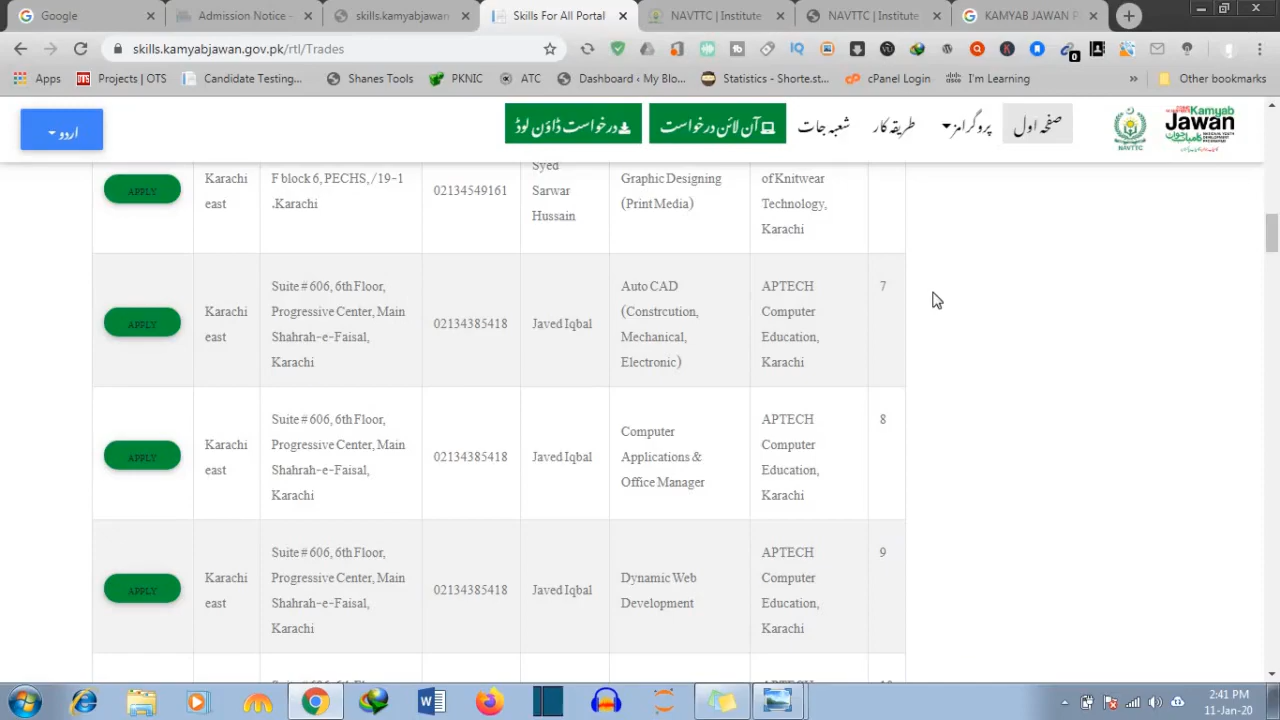 Google
Admission Notice -
skills.kamyabjawan
Skills For All Portal
NAVTTC | Institute
NAVTTC | Institute
KAMYAB JAWAN P
skills.kamyabjawan.gov.pk/rtl/Trades
Apps
Projects | OTS
Candidate Testing...
Shanes Tools
KNIC
ATC
Dashboard ‹ My Blo...
Statistics - Shorte.st...
cPanel Login
I'm Learning
»
Other bookmarks
اردو
درخواست ڈاؤن لوڈ
آن لائن درخواست
شعبہ جات
طریقہ کار
پروگرامز
صفحہ اول
NAVTTC
Kamyab
Jawan
APPLY
Karachi
east
F block 6, PECHS, /19-1
.Karachi
02134549161
Syed
Sarwar
Hussain
Graphic Designing
(Print Media)
of Knitwear
Technology,
Karachi
APPLY
Karachi
east
Suite # 606, 6th Floor,
Progressive Center, Main
Shahrah-e-Faisal,
Karachi
02134385418
Javed Iqbal
Auto CAD
(Constrcution,
Mechanical,
Electronic)
APTECH
Computer
Education,
Karachi
7
APPLY
Karachi
east
Suite # 606, 6th Floor,
Progressive Center, Main
Shahrah-e-Faisal,
Karachi
02134385418
Javed Iqbal
Computer
Applications &
Office Manager
APTECH
Computer
Education,
Karachi
8
APPLY
Karachi
east
Suite # 606, 6th Floor,
Progressive Center, Main
Shahrah-e-Faisal,
Karachi
02134385418
Javed Iqbal
Dynamic Web
Development
APTECH
Computer
Education,
Karachi
9
2:41 PM
11-Jan-20